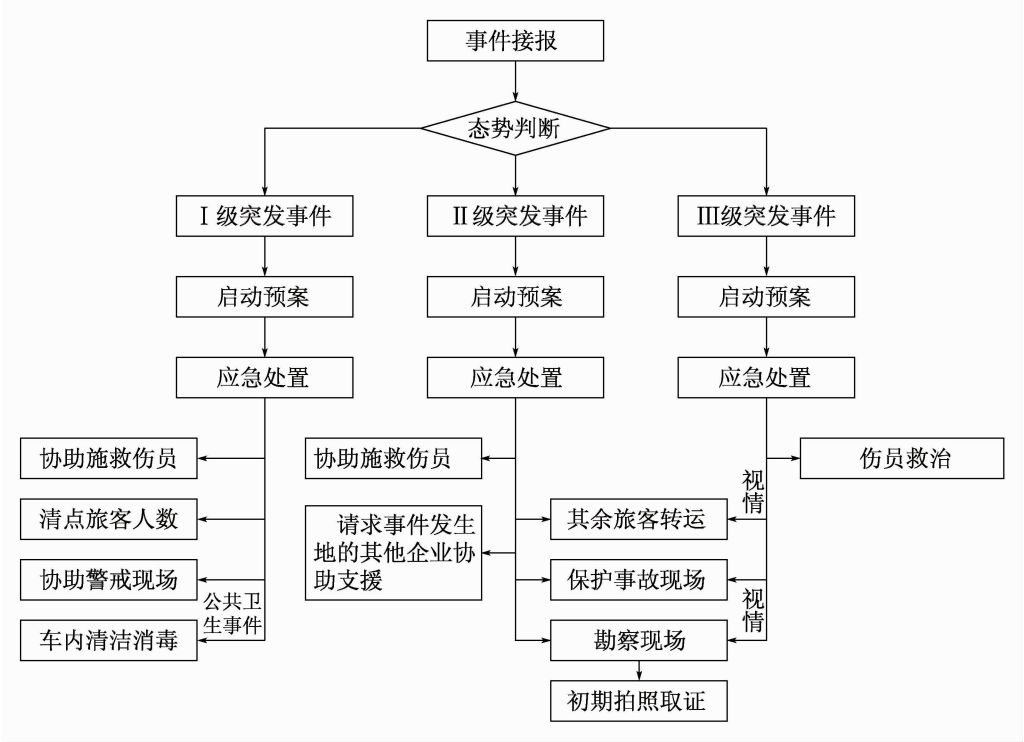 事件接报
态势判断
Ⅰ级突发事件
Ⅱ级突发事件
Ⅲ级突发事件
启动预案
启动预案
启动预案
应急处置
应急处置
应急处置
协助施救伤员
协助施救伤员
伤员救治
视情
清点旅客人数
请求事件发生
地的其他企业协
助支援
其余旅客转运
协助警戒现场
保护事故现场
公共卫
生事件
视情
车内清洁消毒
勘察现场
初期拍照取证